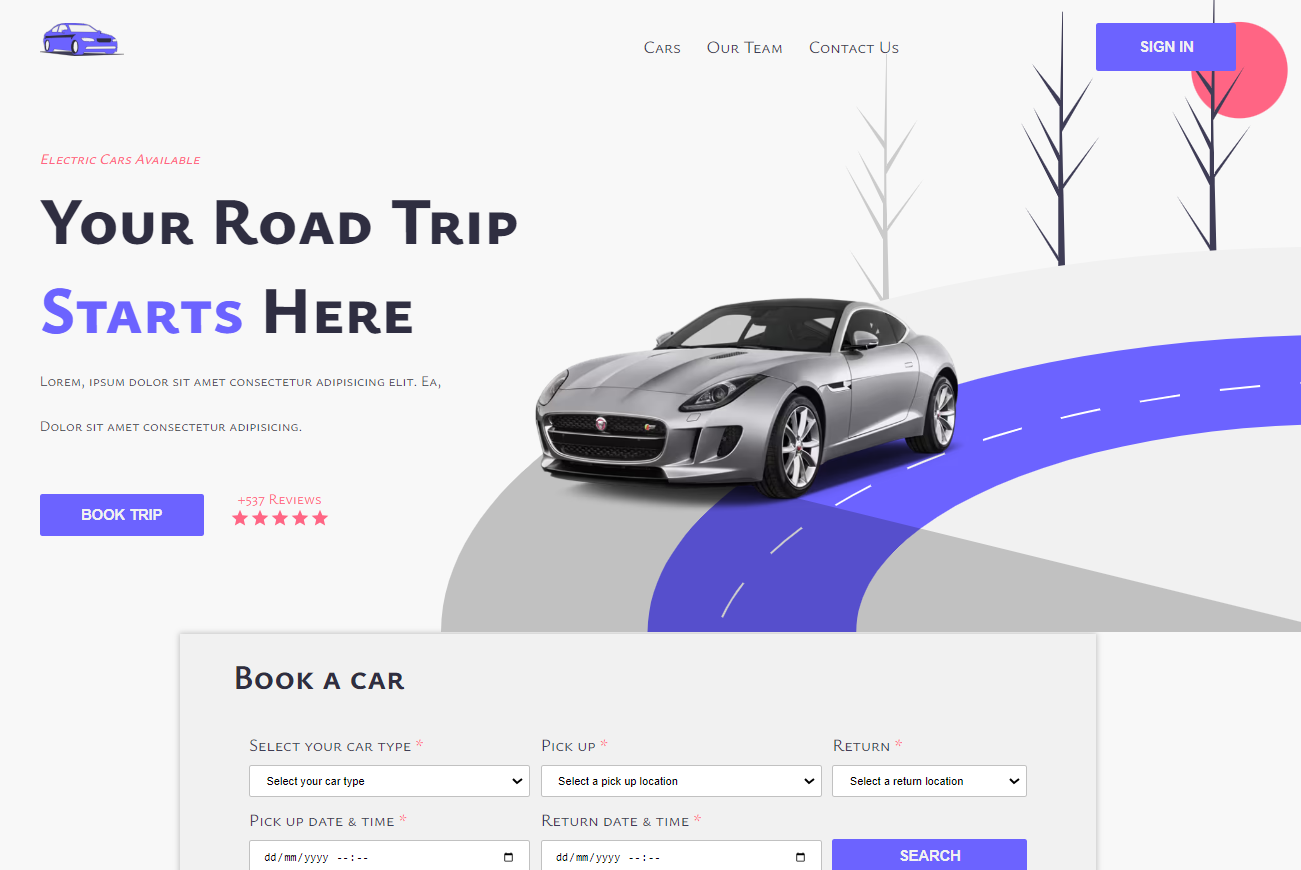 Cars Our Team Contact Us SIGN IN
Electric Cars Available
Your Road Trip
Starts Here
Lorem, ipsum dolor sit amet consectetur adipisicing elit. Ea,
Dolor sit amet consectetur adipisicing.
+537 Reviews
BOOK TRIP
Book a car
Select your car type * Pick up * Return *
Select your car type Select a pick up location Select a return location
Pick up date & time * Return date & time *
dd/mm/yyyy --:-- dd/mm/yyyy --:-- SEARCH